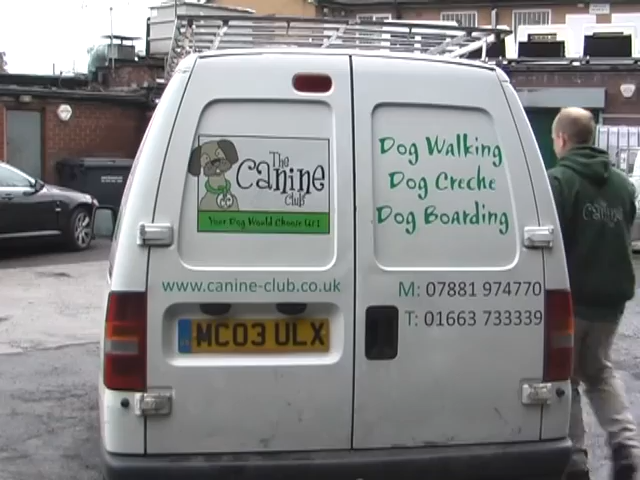 The
Canine
Club
Your Dog Would Choose Us!
Dog Walking
Dog Creche
Dog Boarding
www.canine-club.co.uk
M: 07881 974770
T: 01663 733339
MC03 ULX
Canine